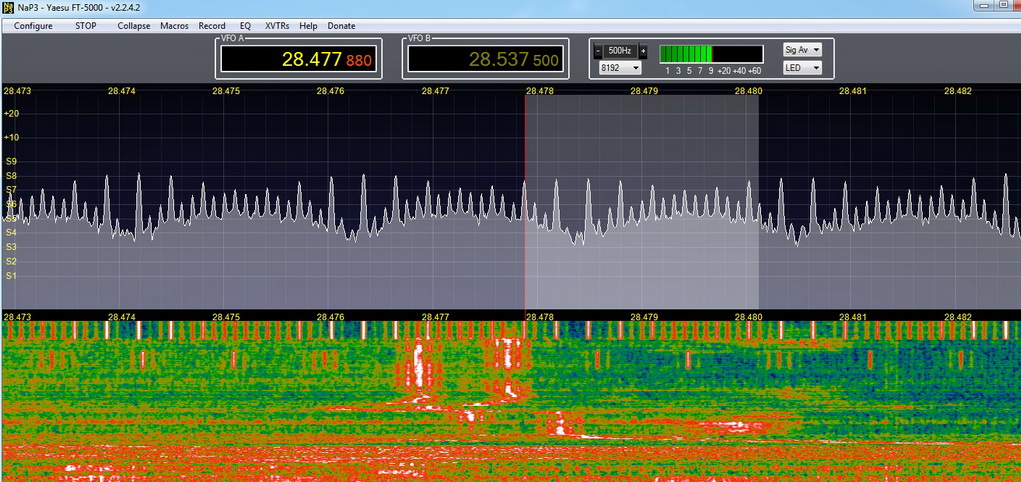 NaP3 - Yaesu FT-5000 - v2.2.4.2
Configure STOP Collapse Macros Record EQ XVTRs Help Donate
VFO A VFO B
28.477 880 28.537 500 - 500Hz + Sig Av
8192 1 3 5 7 9 +20 +40 +60 LED
28.473 28.474 28.475 28.476 28.477 28.478 28.479 28.480 28.481 28.482
+20
+10
S9
S8
S7
S6
S5
S4
S3
S2
S1
28.473 28.474 28.475 28.476 28.477 28.478 28.479 28.480 28.481 28.482